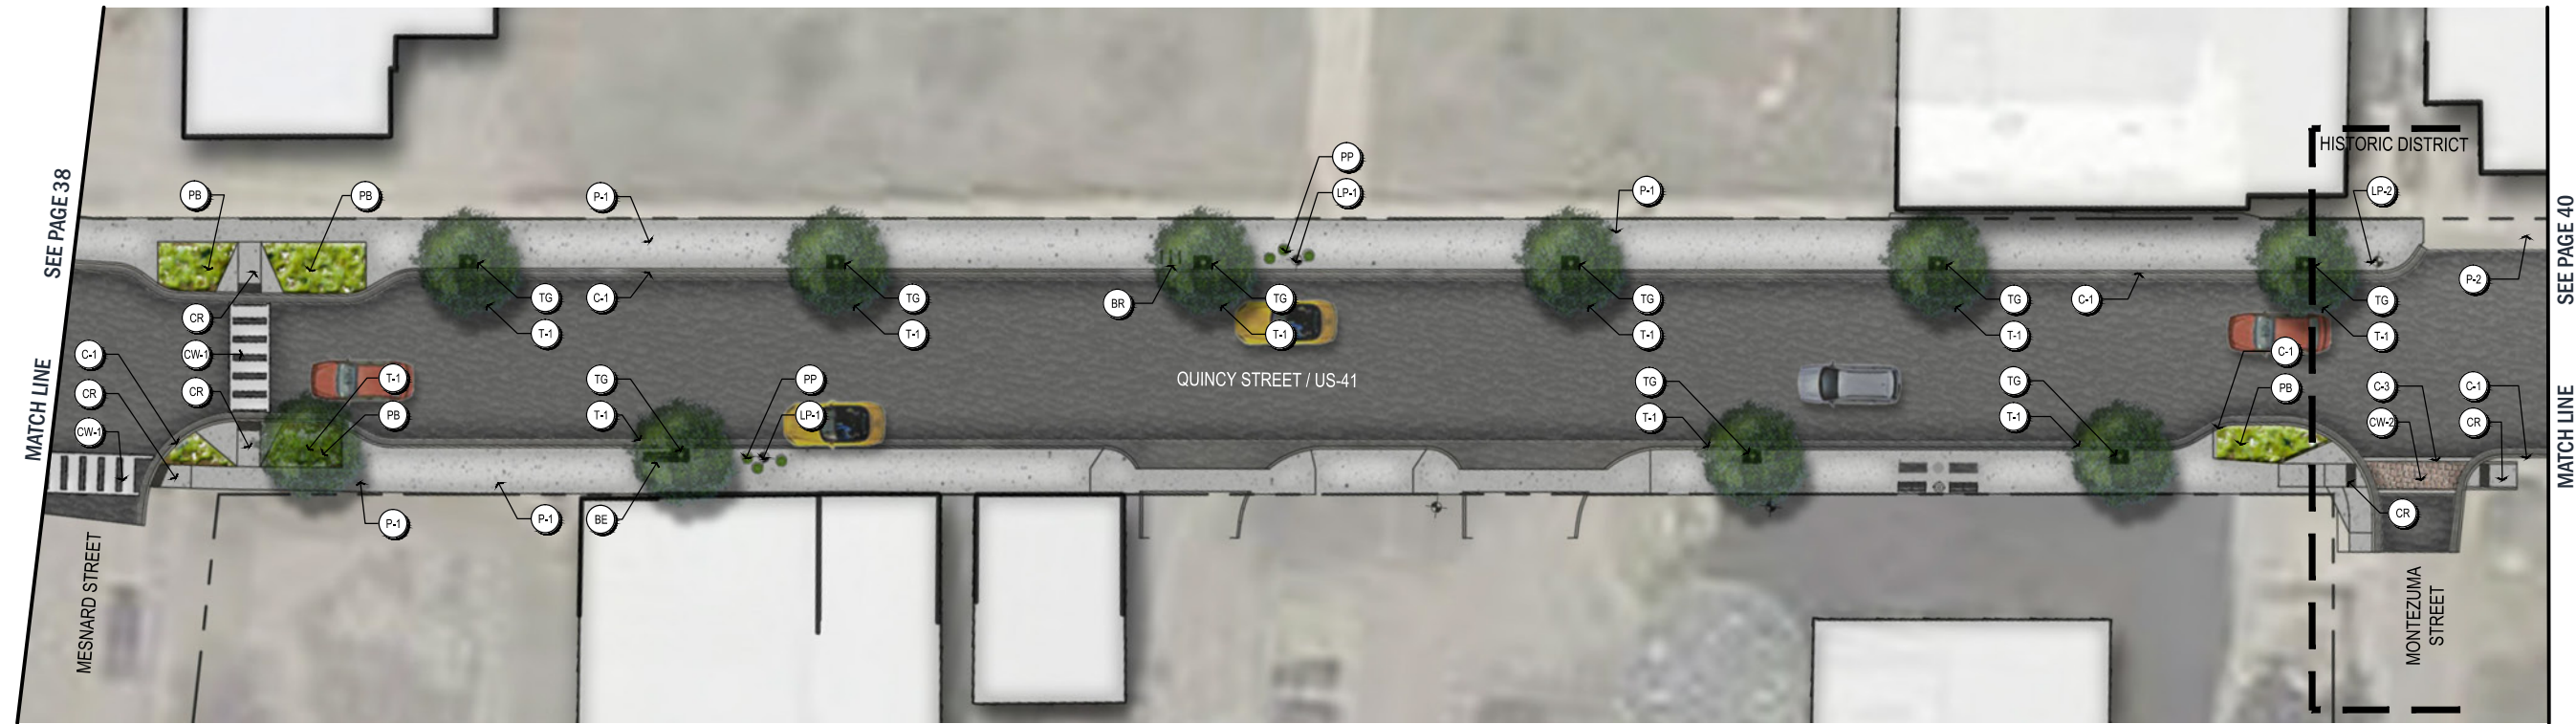 SEE PAGE 38
MATCH LINE
HISTORIC DISTRICT
PP
PB
PB
P-1
LP-1
P-1
LP-2
SEE PAGE 40
P-2
CR
TG
C-1
TG
BR
TG
TG
TG
C-1
TG
T-1
T-1
T-1
T-1
T-1
T-1
C-1
CW-1
C-1
QUINCY STREET / US-41
CR
CR
T-1
TG
PP
TG
TG
PB
C-3
C-1
MATCH LINE
CW-1
PB
T-1
LP-1
T-1
T-1
CW-2
CR
P-1
P-1
BE
CR
MESNARD STREET
MONTEZUMA
STREET